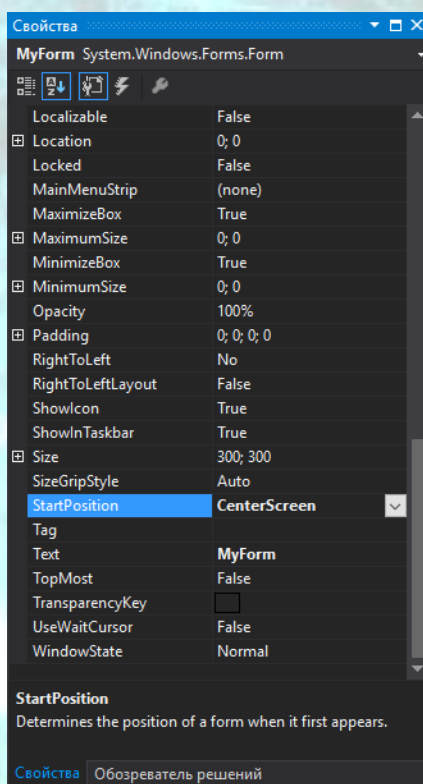 Свойства
MyForm System.Windows.Forms.Form
Localizable False
Location 0; 0
Locked False
MainMenuStrip (none)
MaximizeBox True
MaximumSize 0; 0
MinimizeBox True
MinimumSize 0; 0
Opacity 100%
Padding 0; 0; 0; 0
RightToLeft No
RightToLeftLayout False
ShowIcon True
ShowInTaskbar True
Size 300; 300
SizeGripStyle Auto
StartPosition CenterScreen
Tag
Text MyForm
TopMost False
TransparencyKey
UseWaitCursor False
WindowState Normal
StartPosition
Determines the position of a form when it first appears.
Свойства Обозреватель решений